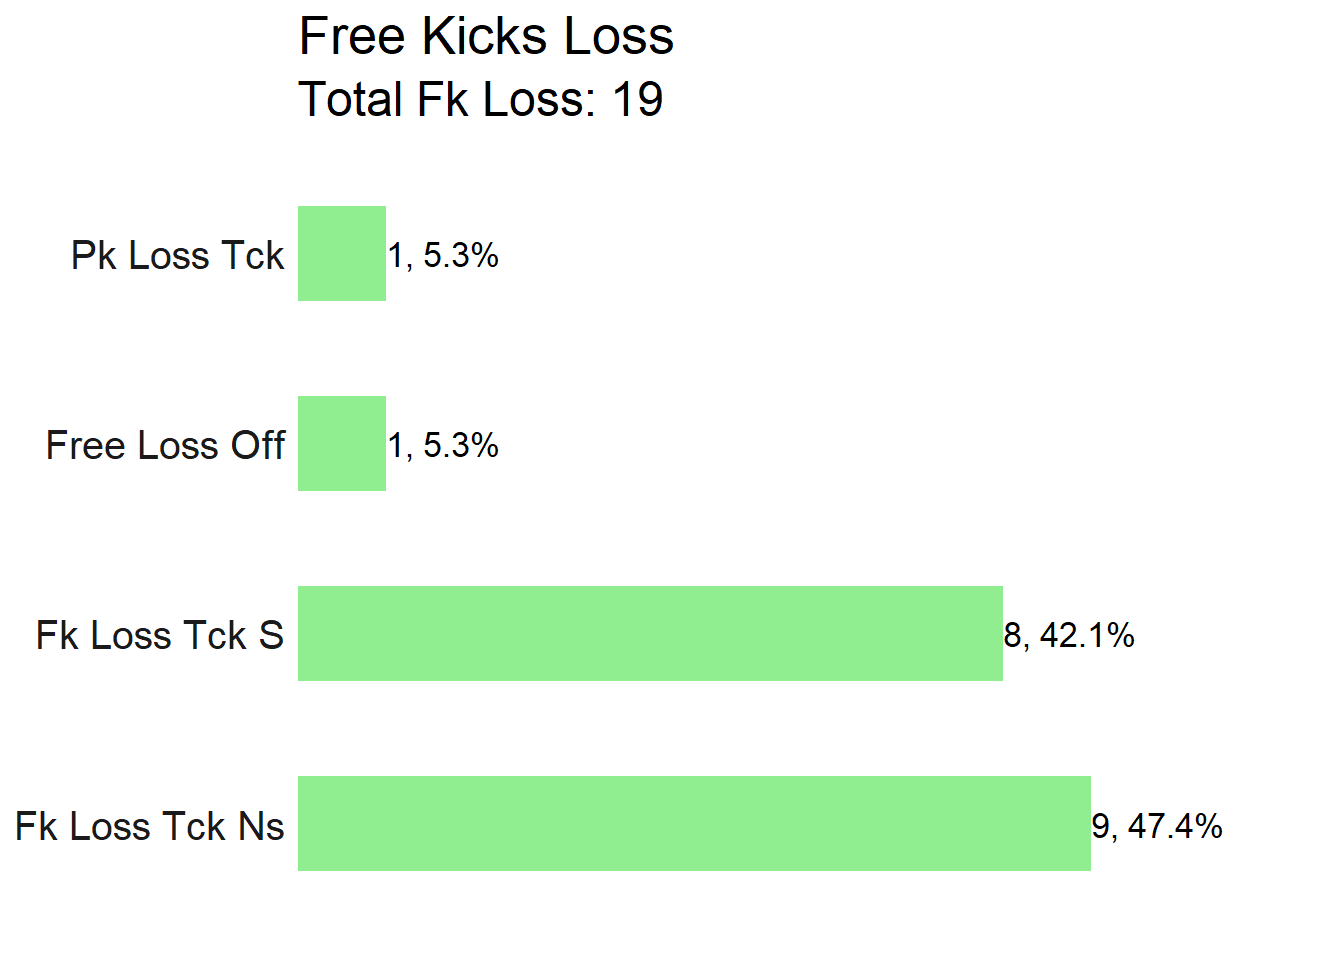 Free Kicks Loss
Total Fk Loss: 19
Pk Loss Tck 1, 5.3%
Free Loss Off 1, 5.3%
Fk Loss Tck S 8, 42.1%
Fk Loss Tck Ns 9, 47.4%